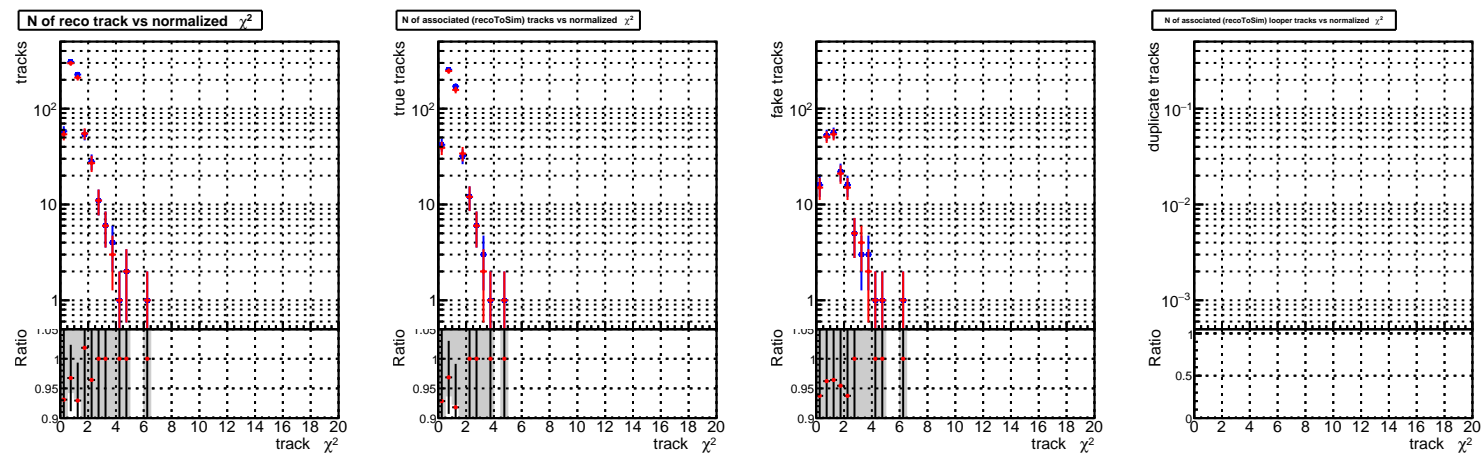 N of reco track vs normalized χ²
tracks
10²
10
1
Ratio
1.05
1
0.95
0.9
0 2 4 6 8 10 12 14 16 18 20
track χ²
N of associated (recoToSim) tracks vs normalized χ²
true tracks
10²
10
1
Ratio
1.05
1
0.95
0.9
0 2 4 6 8 10 12 14 16 18 20
track χ²
fake tracks
10²
10
1
Ratio
1.05
1
0.95
0.9
0 2 4 6 8 10 12 14 16 18 20
track χ²
N of associated (recoToSim) looper tracks vs normalized χ²
duplicate tracks
10⁻¹
10⁻²
10⁻³
Ratio
1
0.5
0
0 2 4 6 8 10 12 14 16 18 20
track χ²